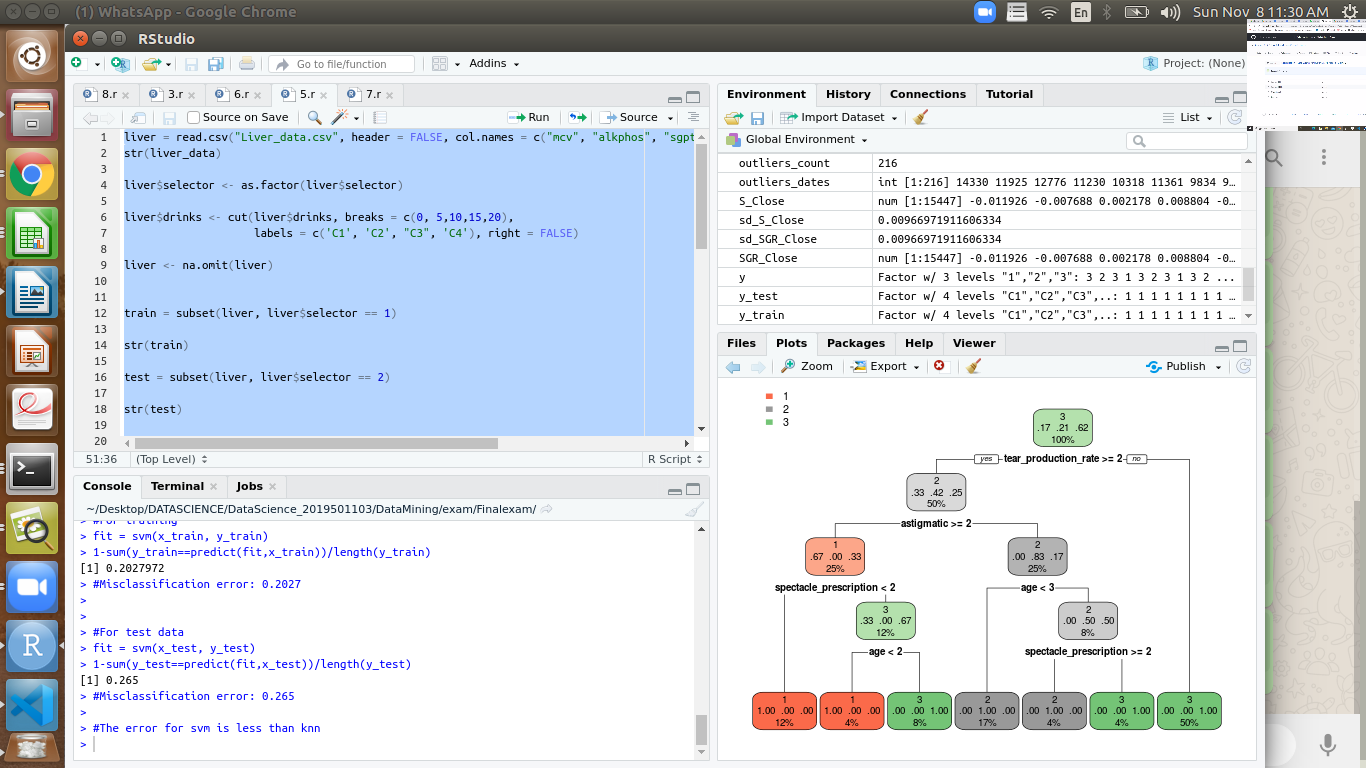 (1) WhatsApp - Google Chrome
En
Sun Nov 8 11:30 AM
RStudio
Go to file/function
Addins
Project: (None)
8.r
3.r
6.r
5.r
7.r
Source on Save
Run
Source
1 liver = read.csv("Liver_data.csv", header = FALSE, col.names = c("mcv", "alkphos", "sgpt
2 str(liver_data)
3
4 liver$selector <- as.factor(liver$selector)
5
6 liver$drinks <- cut(liver$drinks, breaks = c(0, 5,10,15,20),
7 labels = c('C1', 'C2', "C3", 'C4'), right = FALSE)
8
9 liver <- na.omit(liver)
10
11
12 train = subset(liver, liver$selector == 1)
13
14 str(train)
15
16 test = subset(liver, liver$selector == 2)
17
18 str(test)
19
20
51:36
(Top Level)
R Script
Console
Terminal
Jobs
~/Desktop/DATASCIENCE/DataScience_2019501103/DataMining/exam/Finalexam/
> #For training
> fit = svm(x_train, y_train)
> 1-sum(y_train==predict(fit,x_train))/length(y_train)
[1] 0.2027972
> #Misclassification error: 0.2027
>
>
> #For test data
> fit = svm(x_test, y_test)
> 1-sum(y_test==predict(fit,x_test))/length(y_test)
[1] 0.265
> #Misclassification error: 0.265
>
> #The error for svm is less than knn
>
Environment
History
Connections
Tutorial
Import Dataset
List
Global Environment
outliers_count 216
outliers_dates int [1:216] 14330 11925 12776 11230 10318 11361 9834 9…
S_Close num [1:15447] -0.011926 -0.007688 0.002178 0.008804 -0…
sd_S_Close 0.00966971911606334
sd_SGR_Close 0.00966971911606334
SGR_Close num [1:15447] -0.011926 -0.007688 0.002178 0.008804 -0…
y Factor w/ 3 levels "1","2","3": 3 2 3 1 3 2 3 1 3 2 ...
y_test Factor w/ 4 levels "C1","C2","C3",..: 1 1 1 1 1 1 1 1 …
y_train Factor w/ 4 levels "C1","C2","C3",..: 1 1 1 1 1 1 1 1 …
Files
Plots
Packages
Help
Viewer
Zoom
Export
Publish
1
2
3
3
.17 .21 .62
100%
yes
tear_production_rate >= 2
no
2
.33 .42 .25
50%
astigmatic >= 2
1
.67 .00 .33
25%
2
.00 .83 .17
25%
spectacle_prescription < 2
age < 3
3
.33 .00 .67
12%
2
.00 .50 .50
8%
age < 2
spectacle_prescription >= 2
1
1.00 .00 .00
12%
1
1.00 .00 .00
4%
3
.00 .00 1.00
8%
2
.00 1.00 .00
17%
2
.00 1.00 .00
4%
3
.00 .00 1.00
4%
3
.00 .00 1.00
50%